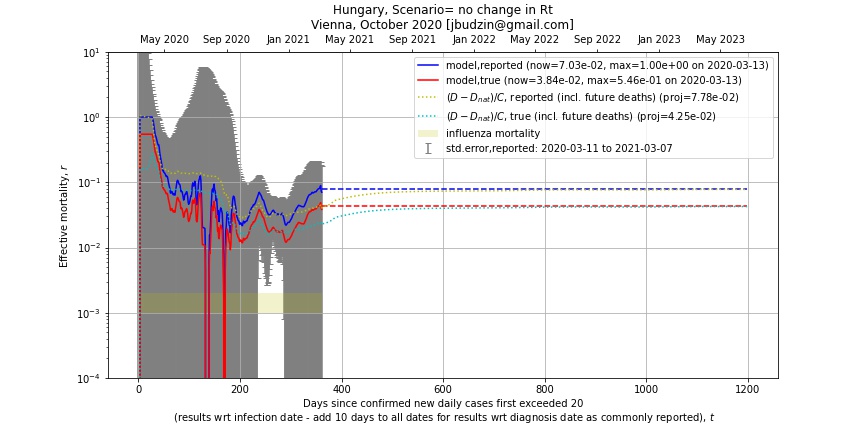 Hungary, Scenario= no change in Rt
Vienna, October 2020 [jbudzin@gmail.com]
May 2020 Sep 2020 Jan 2021 May 2021 Sep 2021 Jan 2022 May 2022 Sep 2022 Jan 2023 May 2023
model,reported (now=7.03e-02, max=1.00e+00 on 2020-03-13)
model,true (now=3.84e-02, max=5.46e-01 on 2020-03-13)
(D − D_nat)/C, reported (incl. future deaths) (proj=7.78e-02)
(D − D_nat)/C, true (incl. future deaths) (proj=4.25e-02)
influenza mortality
std.error,reported: 2020-03-11 to 2021-03-07
Effective mortality, r
10^1
10^0
10^−1
10^−2
10^−3
10^−4
0 200 400 600 800 1000 1200
Days since confirmed new daily cases first exceeded 20
(results wrt infection date - add 10 days to all dates for results wrt diagnosis date as commonly reported), t